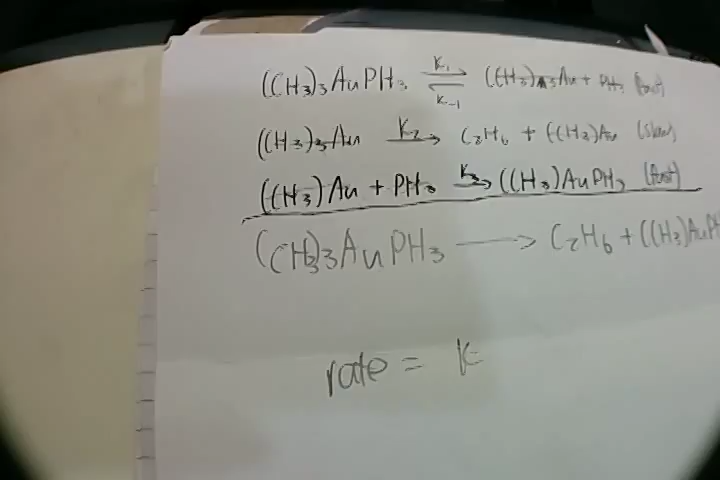 (CH3)3AuPH3 ⇌ (CH3)3Au + PH3 (fast) K1 K-1
(CH3)3Au →K2 C2H6 + (CH3)Au (slow)
(CH3)Au + PH3 →K3 (CH3)AuPH3 (fast)
(CH3)3AuPH3 → C2H6 + (CH3)AuPH
rate = K